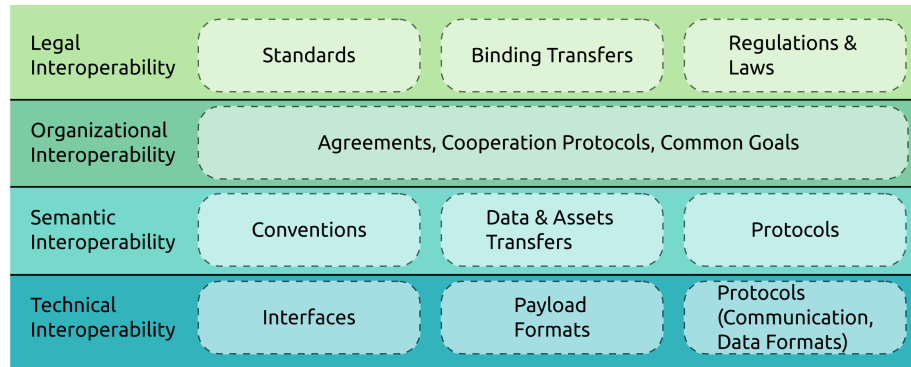 Legal
Interoperability
Standards
Binding Transfers
Regulations &
Laws
Organizational
Interoperability
Agreements, Cooperation Protocols, Common Goals
Semantic
Interoperability
Conventions
Data & Assets
Transfers
Protocols
Technical
Interoperability
Interfaces
Payload
Formats
Protocols
(Communication,
Data Formats)